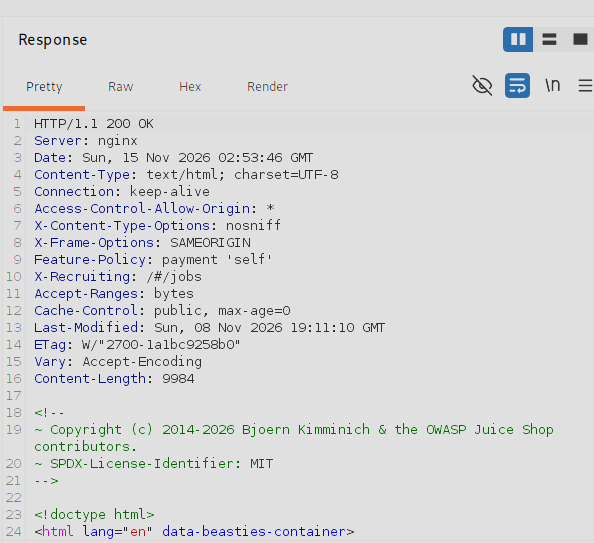 Response
Pretty Raw Hex Render \n
1 HTTP/1.1 200 OK
2 Server: nginx
3 Date: Sun, 15 Nov 2026 02:53:46 GMT
4 Content-Type: text/html; charset=UTF-8
5 Connection: keep-alive
6 Access-Control-Allow-Origin: *
7 X-Content-Type-Options: nosniff
8 X-Frame-Options: SAMEORIGIN
9 Feature-Policy: payment 'self'
10 X-Recruiting: /#/jobs
11 Accept-Ranges: bytes
12 Cache-Control: public, max-age=0
13 Last-Modified: Sun, 08 Nov 2026 19:11:10 GMT
14 ETag: W/"2700-1a1bc9258b0"
15 Vary: Accept-Encoding
16 Content-Length: 9984
17
18 <!--
19 ~ Copyright (c) 2014-2026 Bjoern Kimminich & the OWASP Juice Shop
contributors.
20 ~ SPDX-License-Identifier: MIT
21 -->
22
23 <!doctype html>
24 <html lang="en" data-beasties-container>